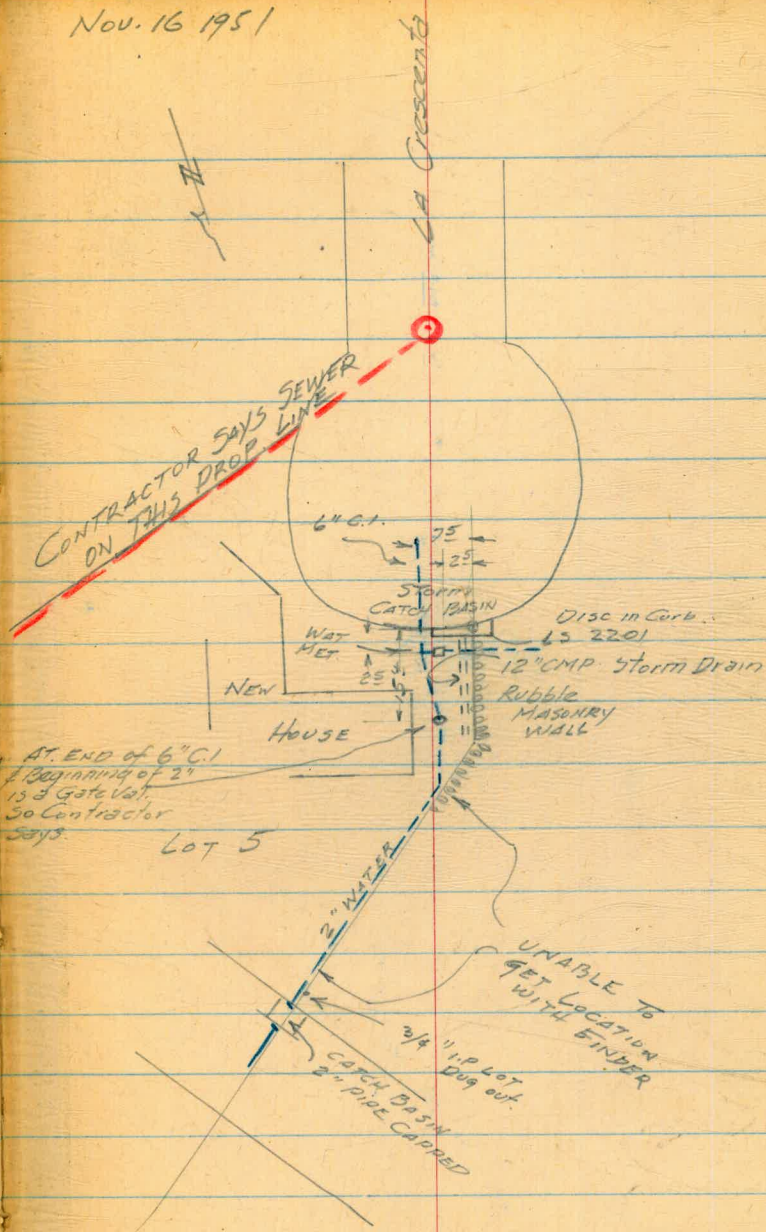 Nov. 16 1951
LA Crescenta
N
CONTRACTOR SAYS SEWER
ON THIS PROP LINE
6" C.I.
7.5
2.5
Storm
CATCH BASIN
Disc in Curb
LS 2201
WAT
MET.
12" CMP Storm Drain
25
15
Rubble
MASONRY
WALL
NEW
HOUSE
AT. END of 6" C.I
& Beginning of 2"
is a Gate Val.
So Contractor
Says.
LOT 5
2" WATER
UNABLE TO
GET LOCATION
WITH FINDER
3/4" I.P LOT
DUG OUT.
CATCH BASIN
2" PIPE CAPPED